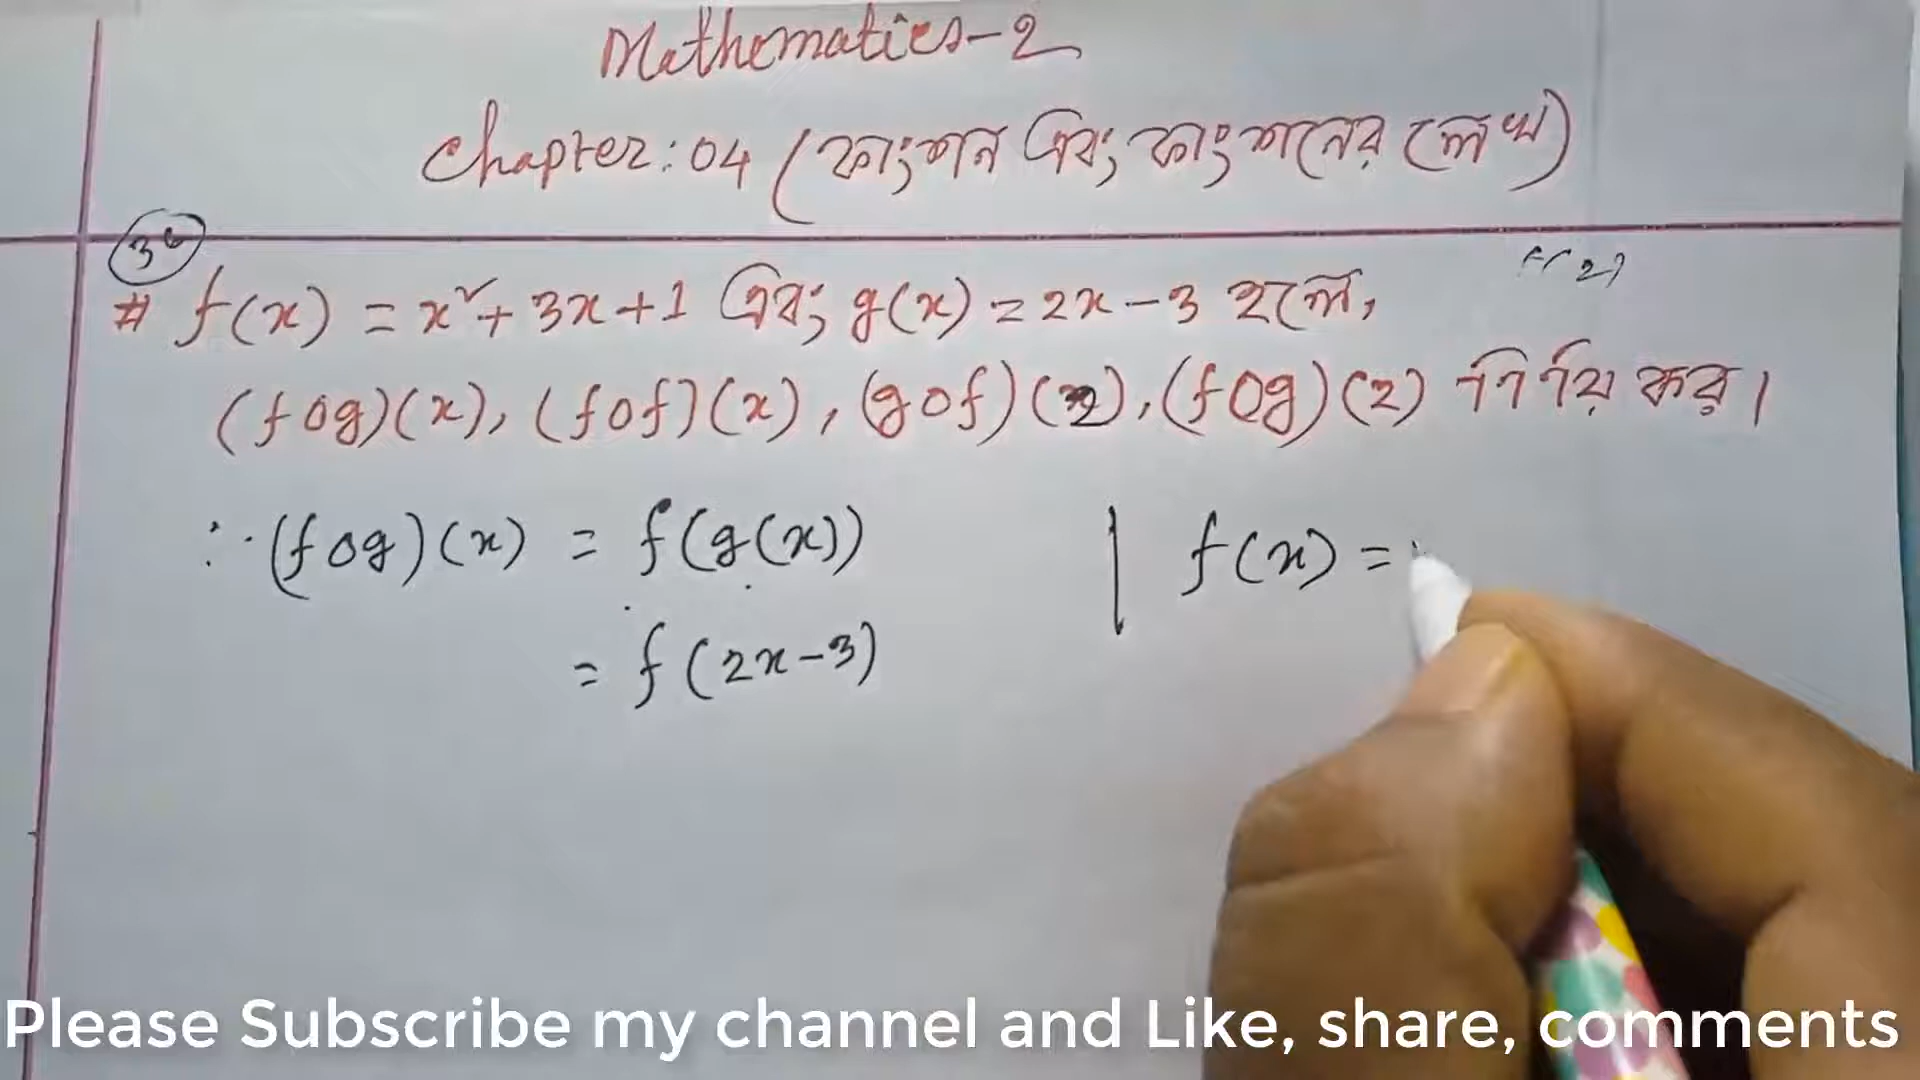 Mathematics-2
Chapter: 04 (ফাংশন এবং ফাংশনের লেখ)
# f(x) = x² + 3x + 1 এবং g(x) = 2x - 3 হলে,
(fog)(x), (fof)(x), (gof)(2), (fog)(2) নির্ণয় কর।
∴ (fog)(x) = f(g(x))
= f(2x-3)
f(x) =
Please Subscribe my channel and Like, share, comments